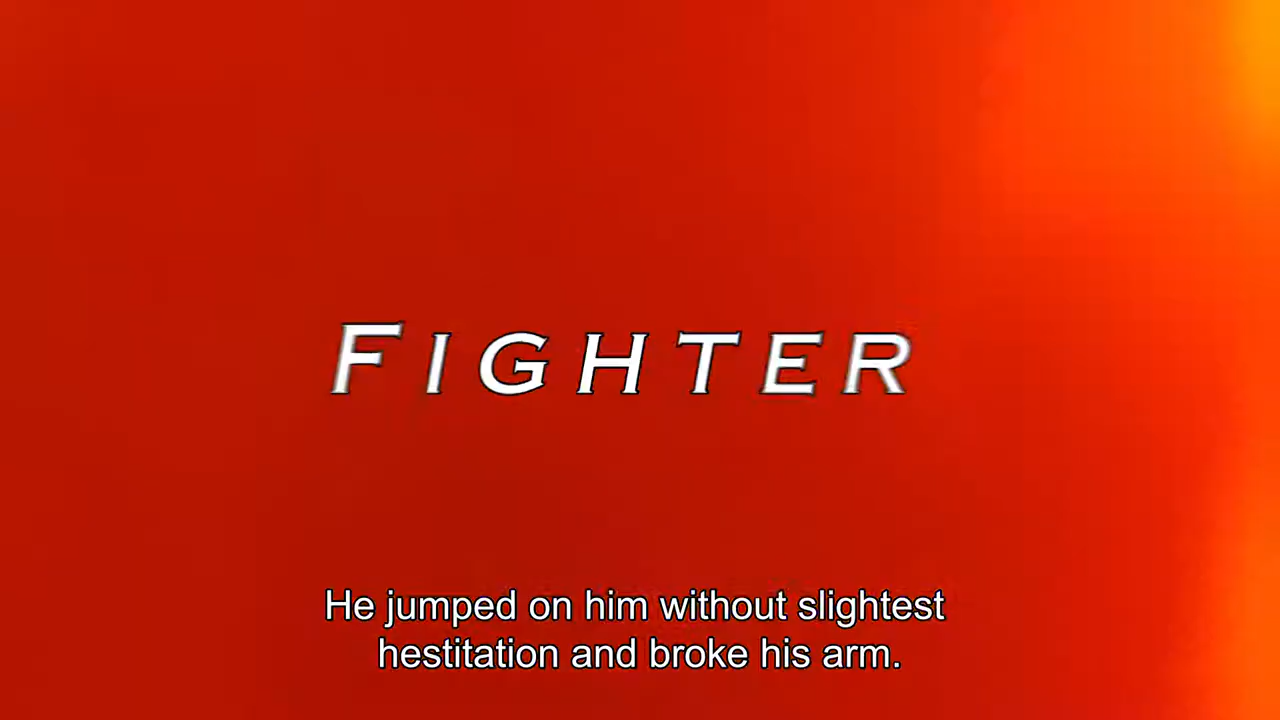 FIGHTER
He jumped on him without slightest
hestitation and broke his arm.